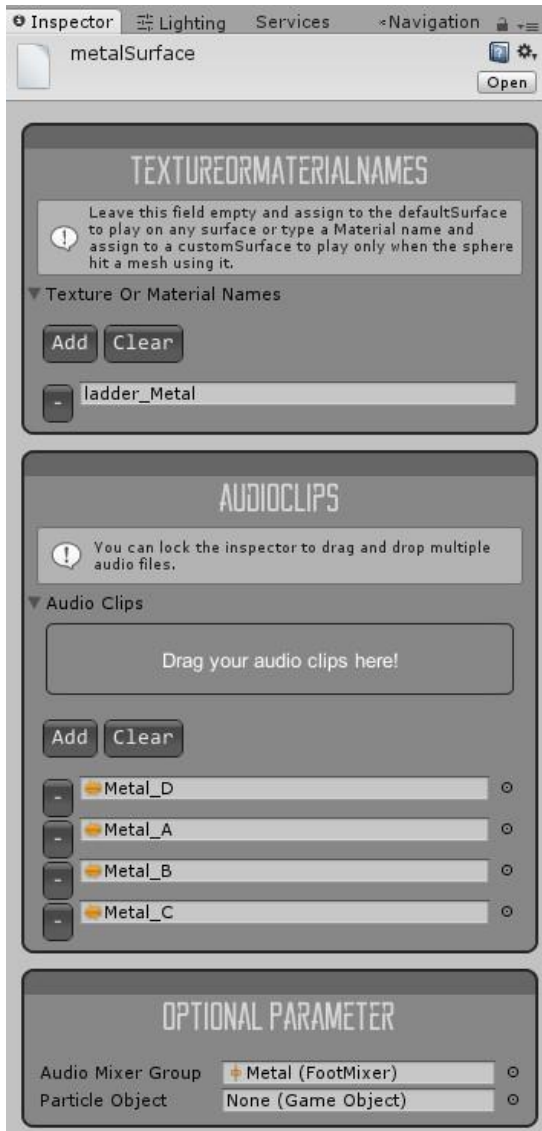 Inspector Lighting Services Navigation
metalSurface
Open
TEXTUREORMATERIALNAMES
Leave this field empty and assign to the defaultSurface
to play on any surface or type a Material name and
assign to a customSurface to play only when the sphere
hit a mesh using it.
Texture Or Material Names
Add Clear
- ladder_Metal
AUDIOCLIPS
You can lock the inspector to drag and drop multiple
audio files.
Audio Clips
Drag your audio clips here!
Add Clear
- Metal_D
- Metal_A
- Metal_B
- Metal_C
OPTIONAL PARAMETER
Audio Mixer Group Metal (FootMixer)
Particle Object None (Game Object)